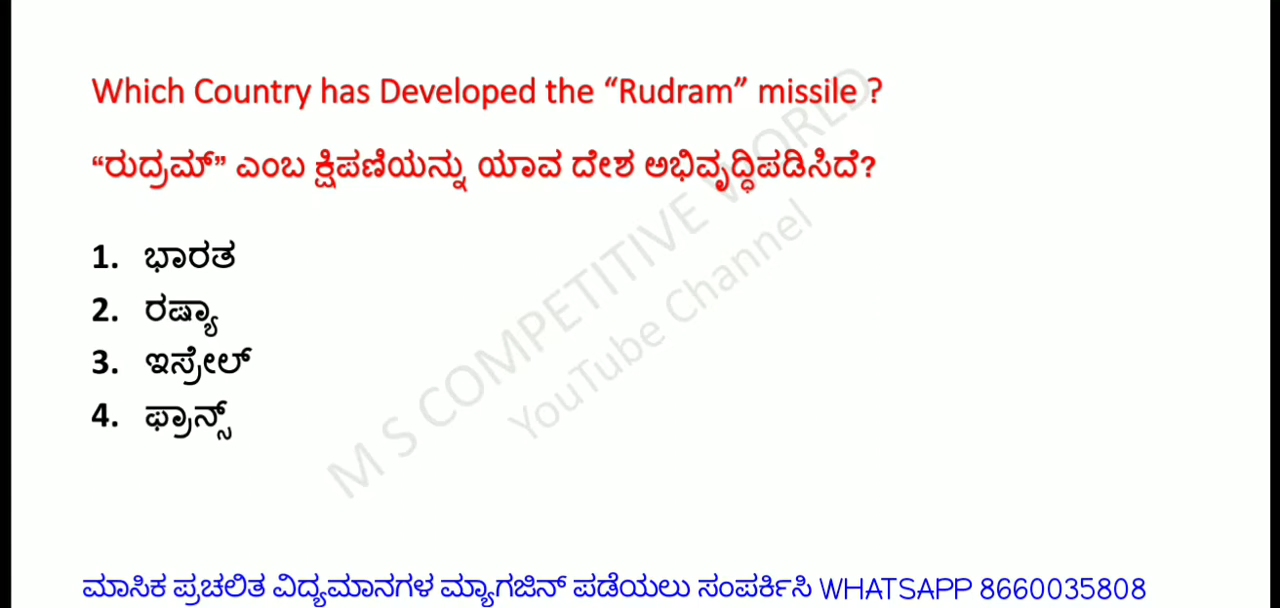 Which Country has Developed the “Rudram” missile ?
“ರುದ್ರಮ್” ಎಂಬ ಕ್ಷಿಪಣಿಯನ್ನು ಯಾವ ದೇಶ ಅಭಿವೃದ್ಧಿಪಡಿಸಿದೆ?
1. ಭಾರತ
2. ರಷ್ಯಾ
3. ಇಸ್ರೇಲ್
4. ಫ್ರಾನ್ಸ್
M S COMPETITIVE WORLD
YouTube Channel
ಮಾಸಿಕ ಪ್ರಚಲಿತ ವಿದ್ಯಮಾನಗಳ ಮ್ಯಾಗಜಿನ್ ಪಡೆಯಲು ಸಂಪರ್ಕಿಸಿ WHATSAPP 8660035808